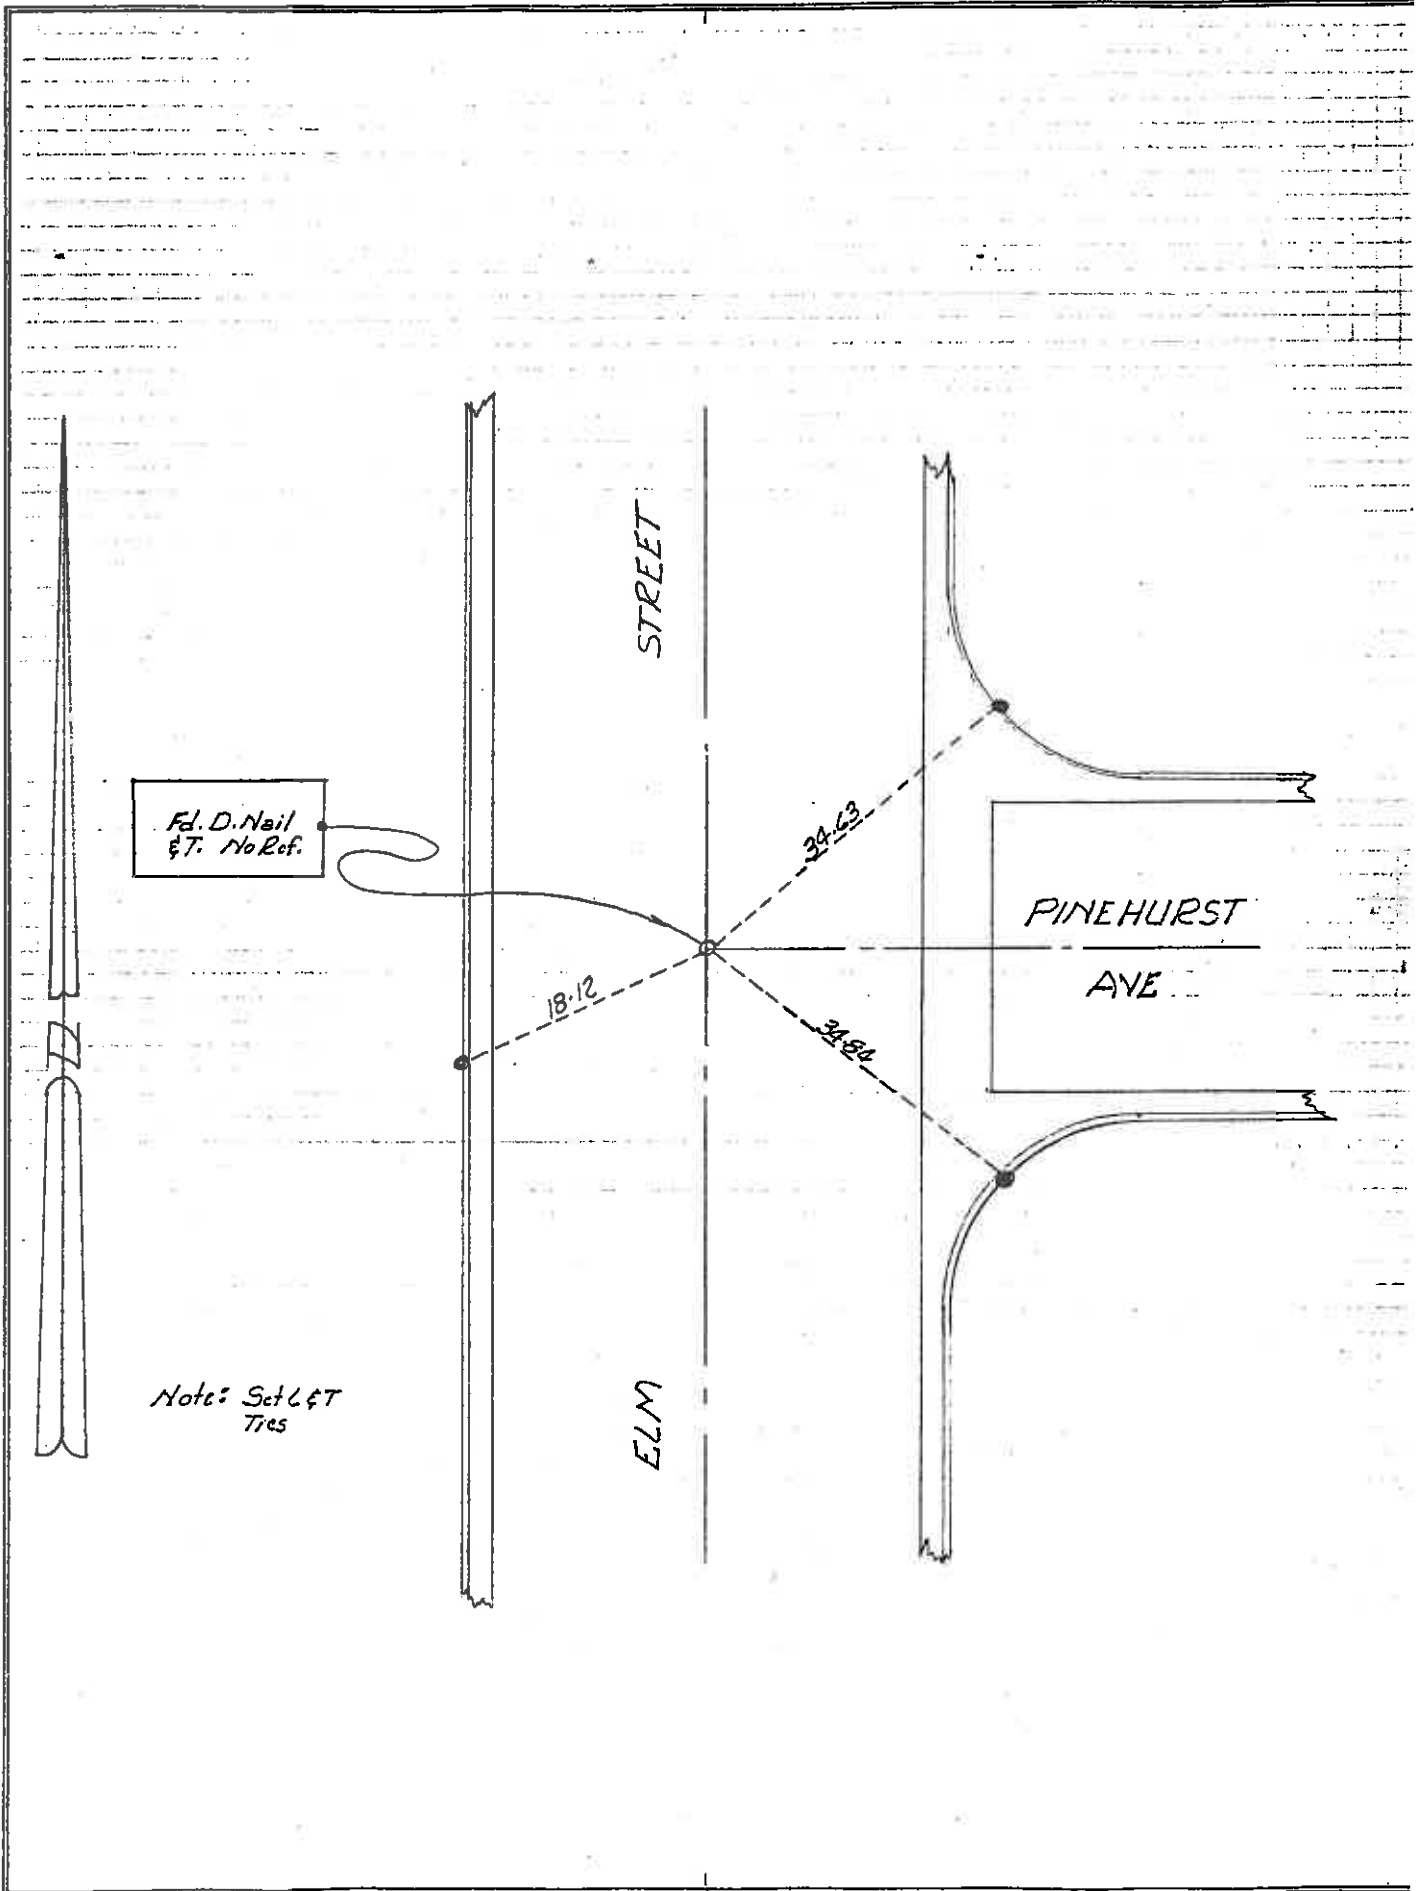 STREET
34.63
Fd. D. Nail
& T. No Ref.
PINEHURST
AVE
18.12
34.84
Note: Set L & T
Ties
ELM